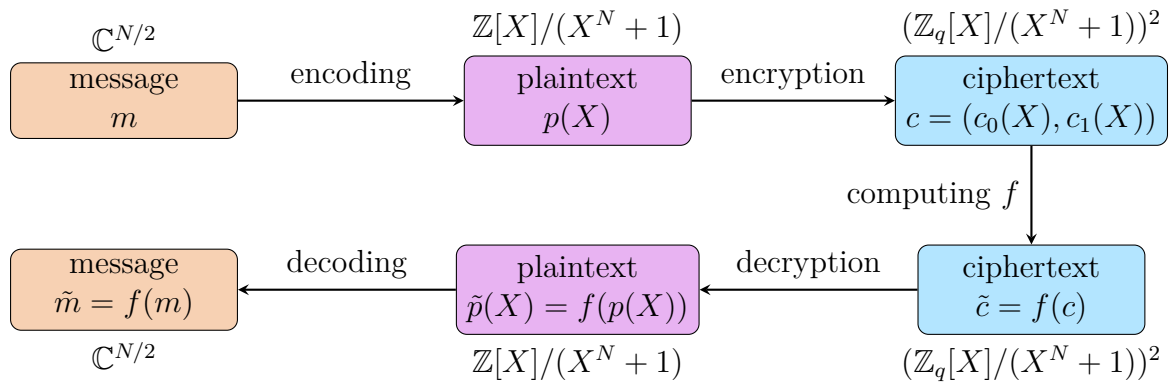 ℂ^{N/2}
ℤ[X]/(X^N + 1)
(ℤ_q[X]/(X^N + 1))^2
message
m
encoding
plaintext
p(X)
encryption
ciphertext
c = (c_0(X), c_1(X))
computing f
message
m̃ = f(m)
decoding
plaintext
p̃(X) = f(p(X))
decryption
ciphertext
c̃ = f(c)
ℂ^{N/2}
ℤ[X]/(X^N + 1)
(ℤ_q[X]/(X^N + 1))^2